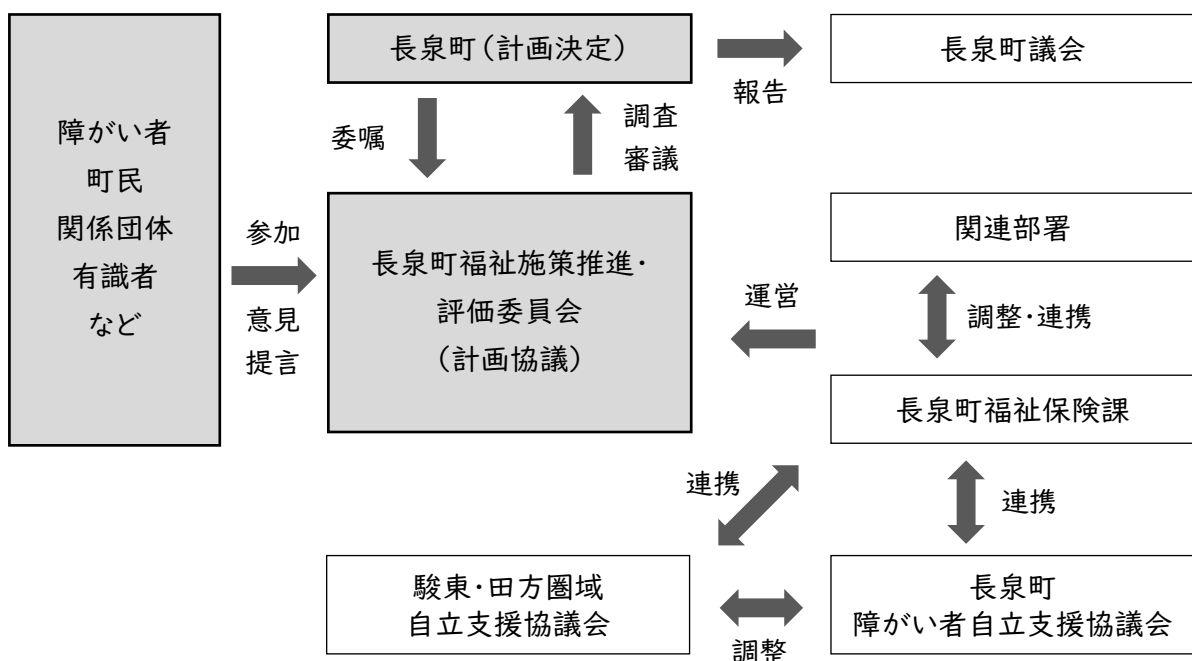 長泉町（計画決定）
報告
長泉町議会
委嘱
調査
審議
障がい者
町民
関係団体
有識者
など
参加
意見
提言
長泉町福祉施策推進・
評価委員会
（計画協議）
運営
関連部署
調整・連携
長泉町福祉保険課
連携
連携
駿東・田方圏域
自立支援協議会
調整
長泉町
障がい者自立支援協議会